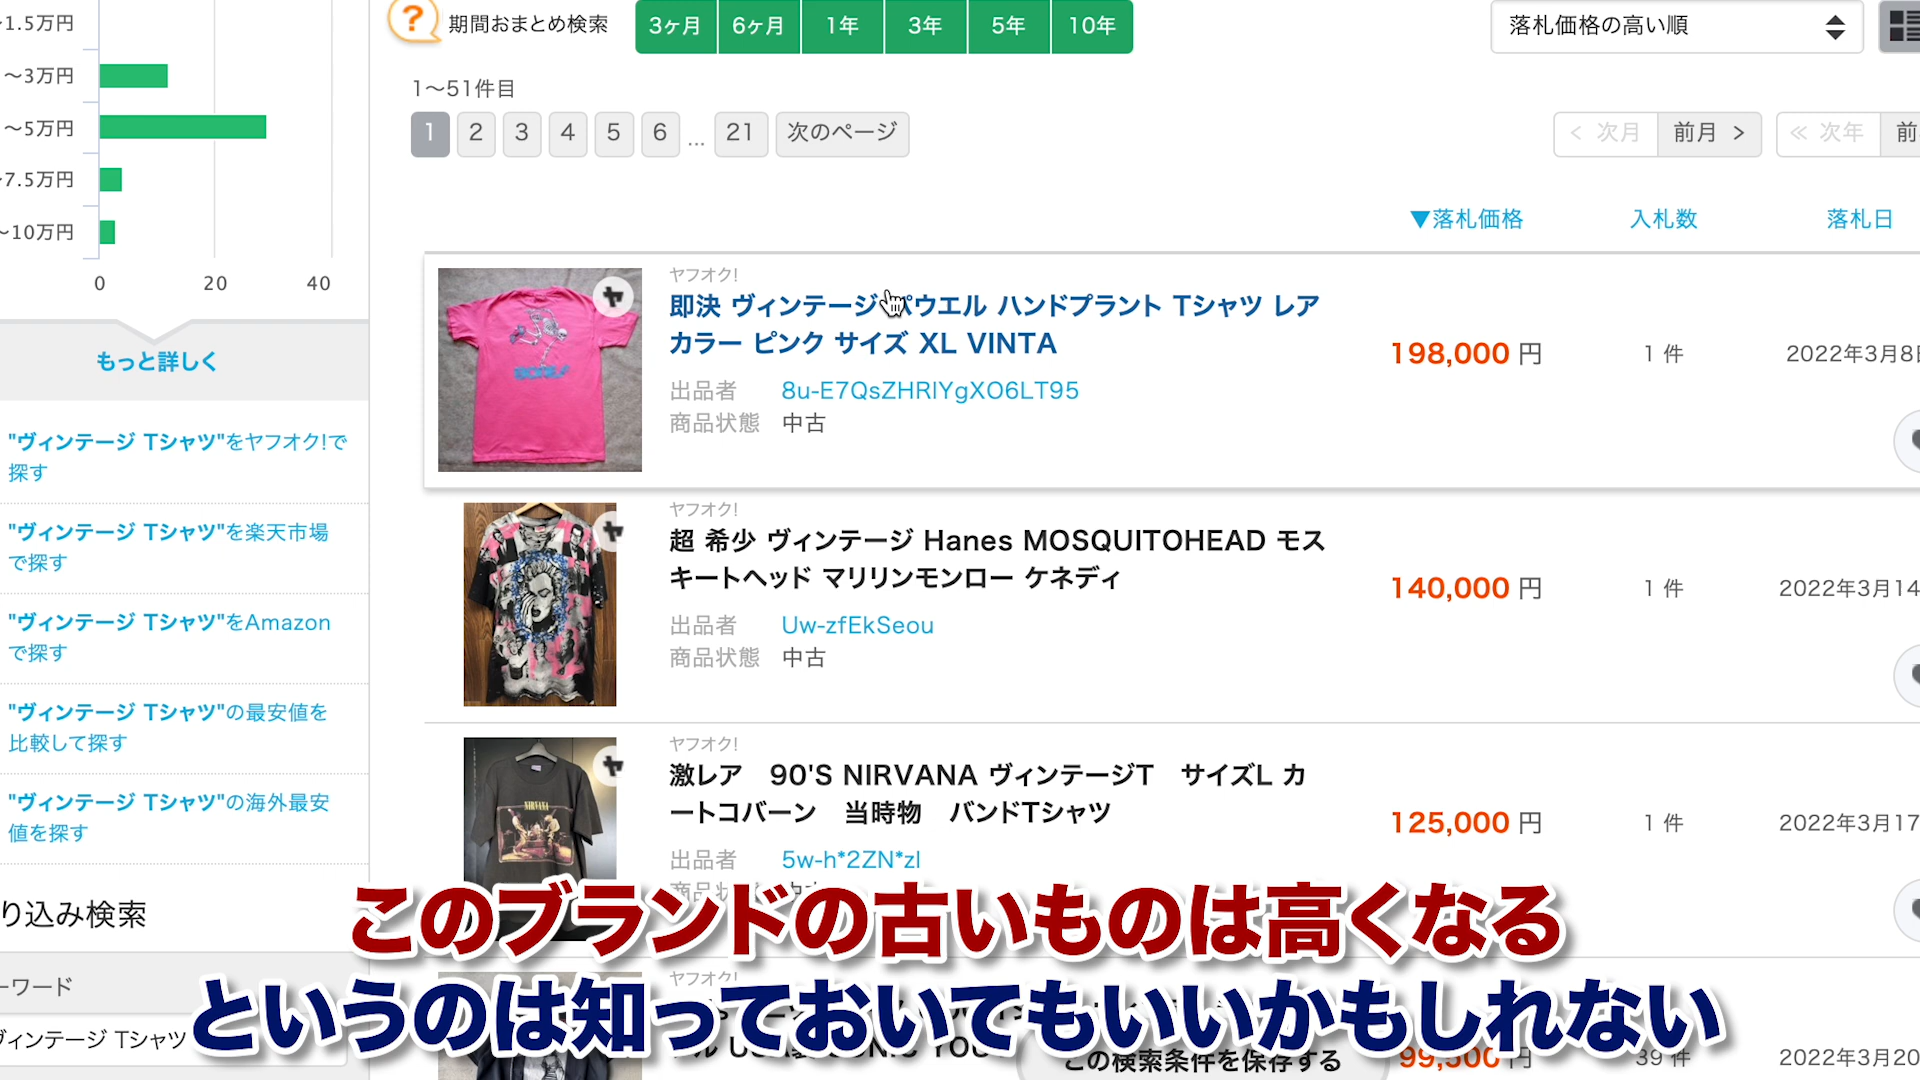 ~1.5万円
～3万円
～5万円
~7.5万円
~10万円
0 20 40
もっと詳しく
"ヴィンテージ Tシャツ"をヤフオク!で
探す
"ヴィンテージ Tシャツ"を楽天市場
で探す
"ヴィンテージ Tシャツ"をAmazon
で探す
"ヴィンテージ Tシャツ"の最安値を
比較して探す
"ヴィンテージ Tシャツ"の海外最安
値を探す
り込み検索
ーワード
ヴィンテージ Tシャツ
? 期間おまとめ検索 3ヶ月 6ヶ月 1年 3年 5年 10年
落札価格の高い順
1～51件目
1 2 3 4 5 6 ... 21 次のページ
< 次月 前月 > ≪ 次年 前
▼落札価格 入札数 落札日
ヤフオク!
ヤ
即決 ヴィンテージ パウエル ハンドプラント Tシャツ レア
カラー ピンク サイズ XL VINTA
198,000 円 1 件 2022年3月8日
出品者 8u-E7QsZHRlYgXO6LT95
商品状態 中古
ヤフオク!
ヤ
超 希少 ヴィンテージ Hanes MOSQUITOHEAD モス
キートヘッド マリリンモンロー ケネディ
140,000 円 1 件 2022年3月14
出品者 Uw-zfEkSeou
商品状態 中古
ヤフオク!
ヤ
激レア 90'S NIRVANA ヴィンテージT サイズL カ
ートコバーン 当時物 バンドTシャツ
NIRVANA
125,000 円 1 件 2022年3月17
出品者 5w-h*2ZN*zl
このブランドの古いものは高くなる
ヤフオク!
というのは知っておいてもいいかもしれない
この検索条件を保存する
99,500 円 39 件 2022年3月20